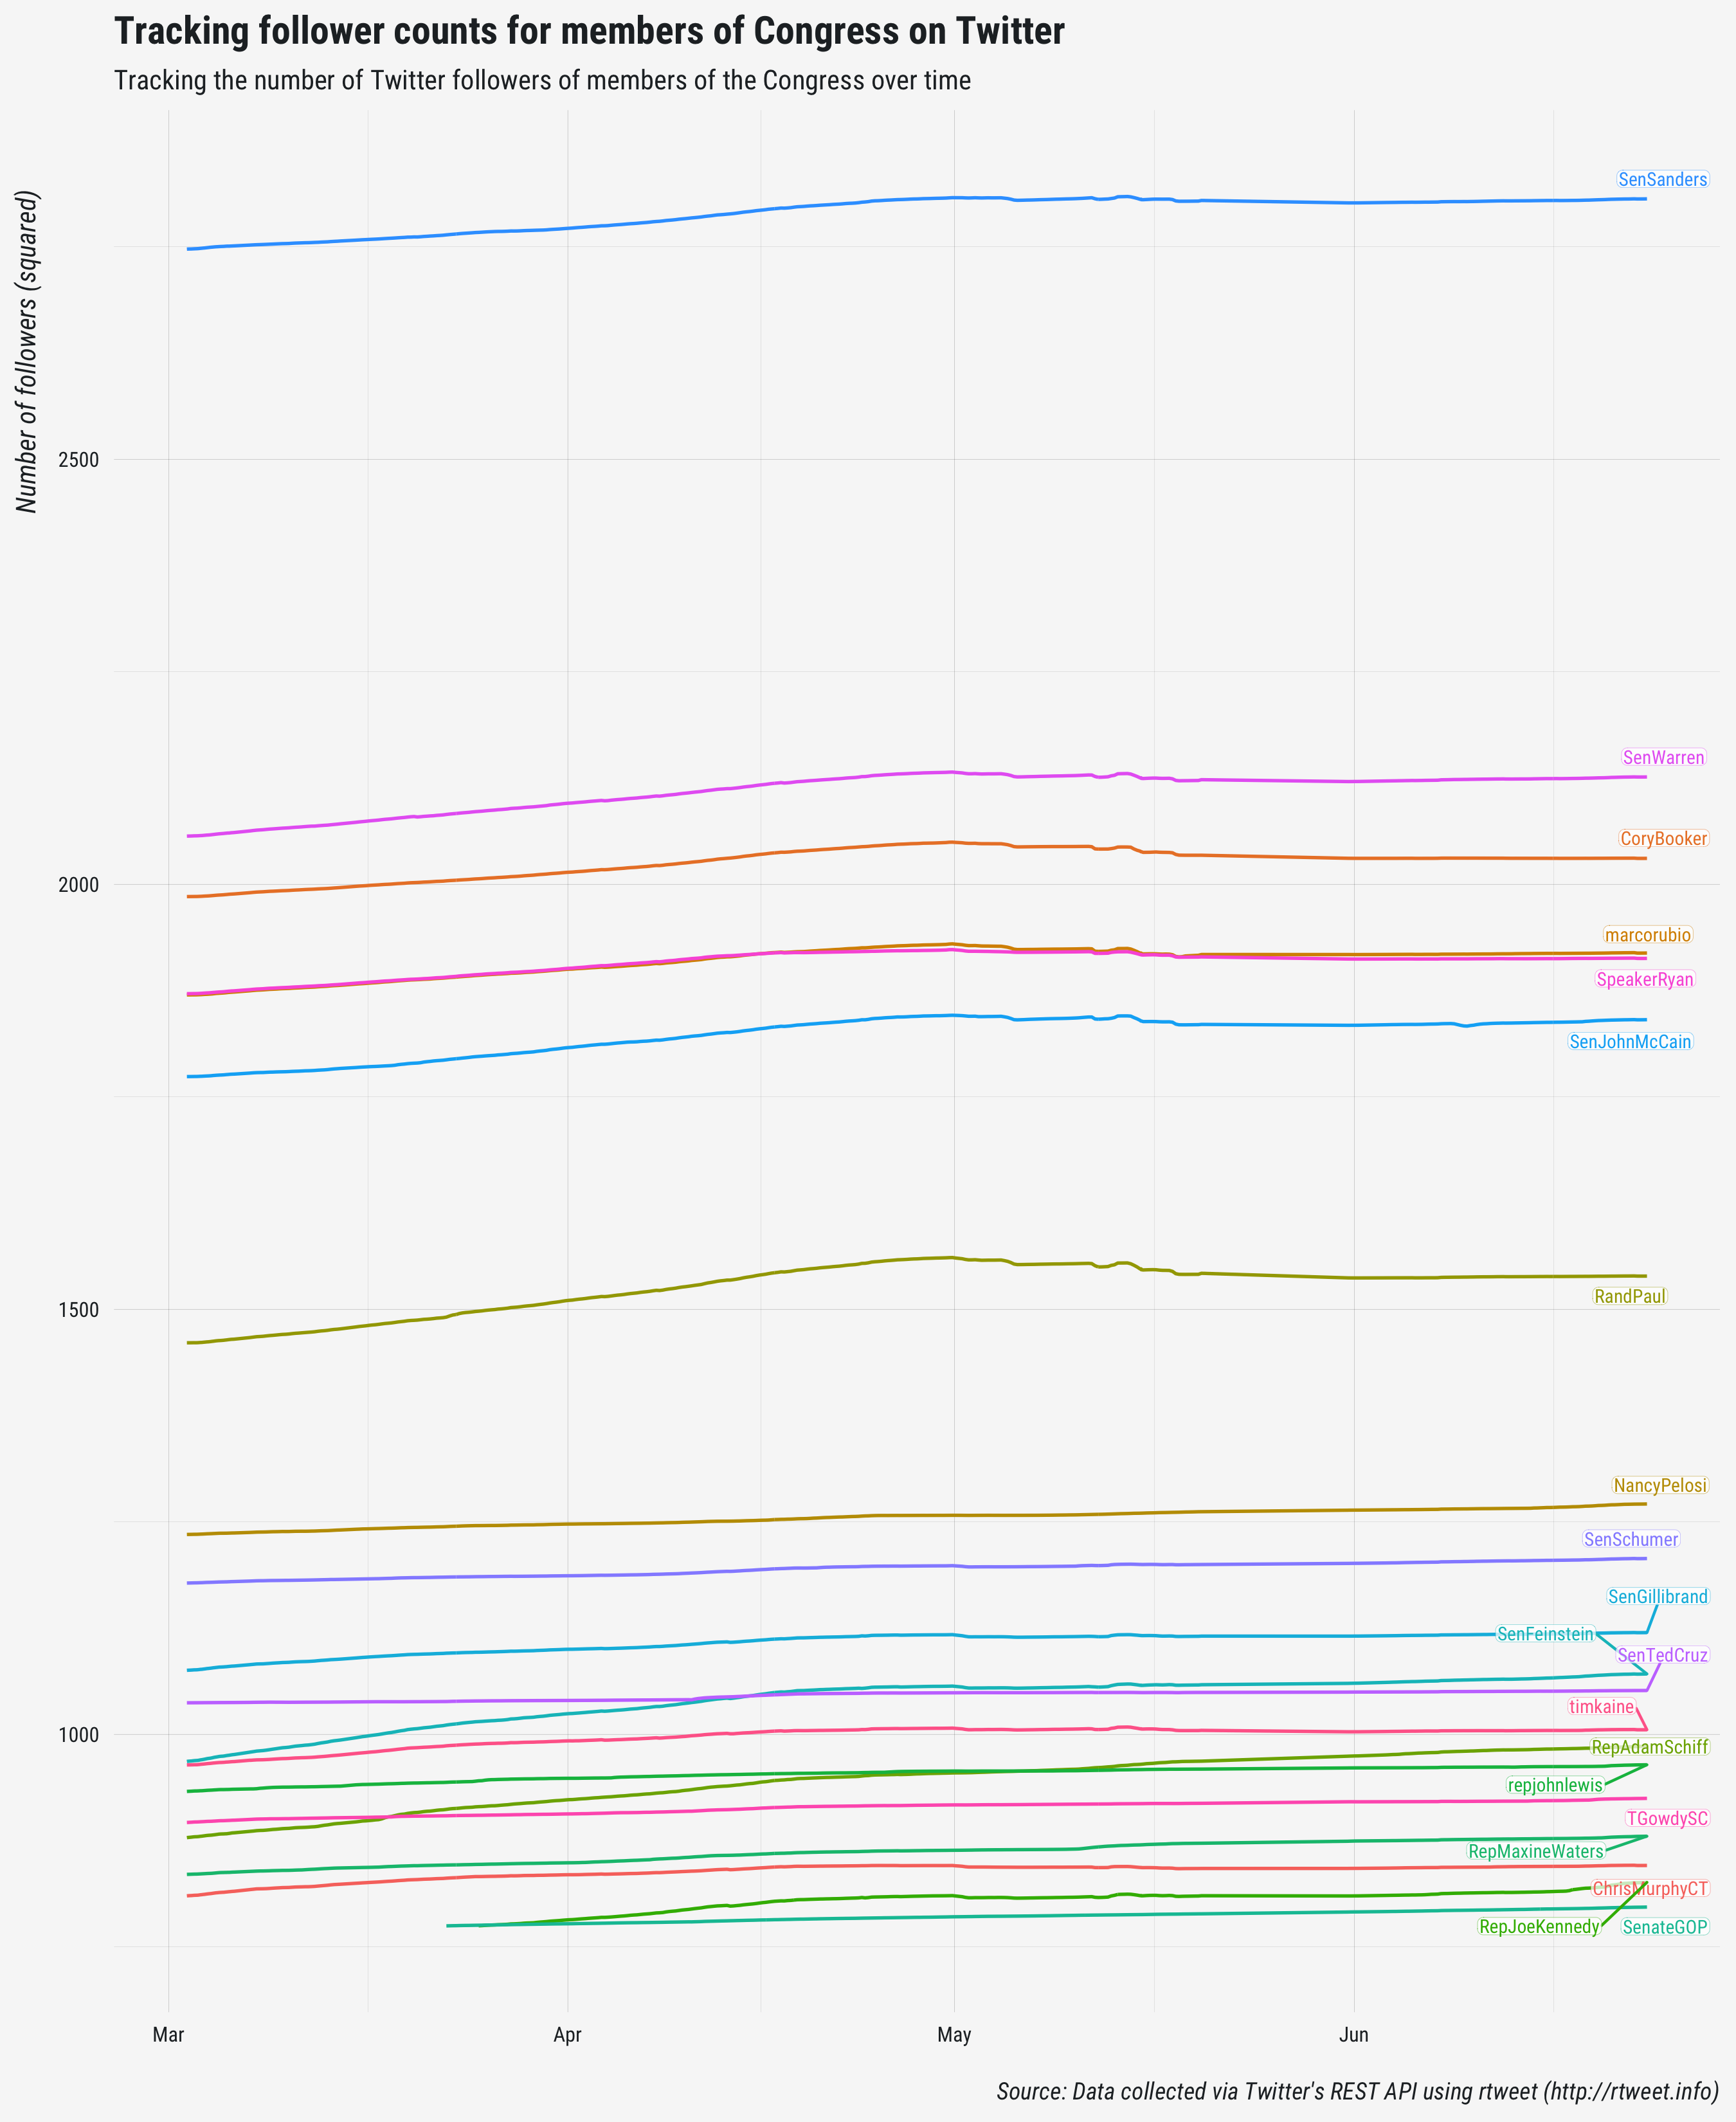 Tracking follower counts for members of Congress on Twitter
Tracking the number of Twitter followers of members of the Congress over time
Number of followers (squared)
SenSanders
2500
SenWarren
CoryBooker
2000
marcorubio
SpeakerRyan
SenJohnMcCain
RandPaul
1500
NancyPelosi
SenSchumer
SenGillibrand
SenFeinstein
SenTedCruz
timkaine
1000
RepAdamSchiff
repjohnlewis
TGowdySC
RepMaxineWaters
ChrisMurphyCT
RepJoeKennedy
SenateGOP
Mar Apr May Jun
Source: Data collected via Twitter's REST API using rtweet (http://rtweet.info)